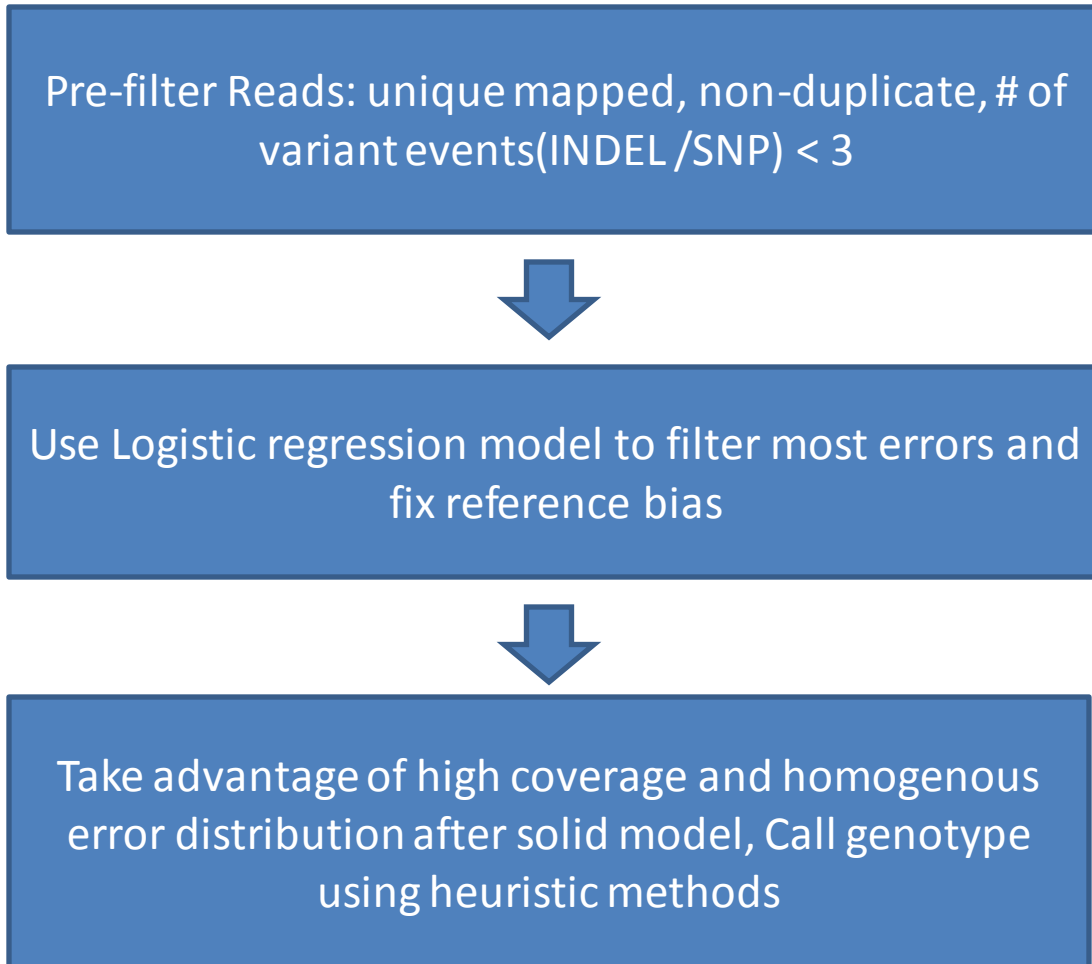 Pre-filter Reads: unique mapped, non-duplicate, # of
variant events(INDEL /SNP) < 3
Use Logistic regression model to filter most errors and
fix reference bias
Take advantage of high coverage and homogenous
error distribution after solid model, Call genotype
using heuristic methods